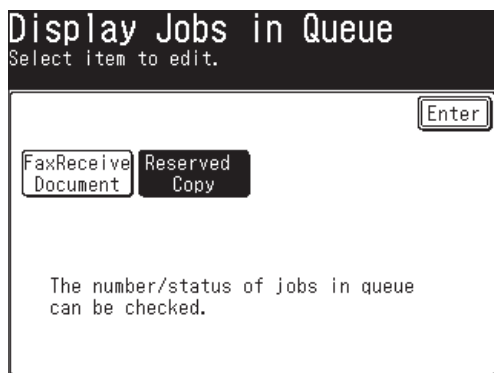 Display Jobs in Queue
Select item to edit.
Enter
FaxReceive
Document
Reserved
Copy
The number/status of jobs in queue
can be checked.